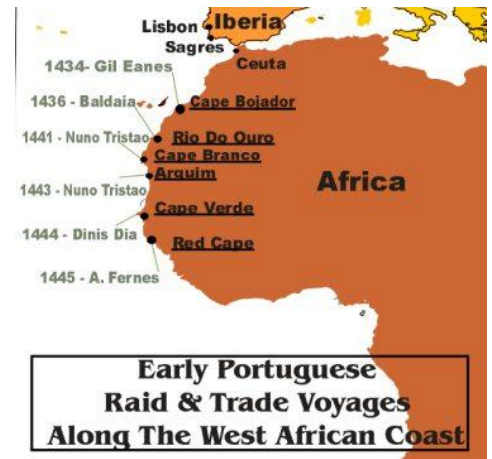 Lisbon Iberia
Sagres
Ceuta
1434- Gil Eanes
Cape Bojador
1436 - Baldaia
Rio Do Ouro
1441 - Nuno Tristao
Cape Branco
Arquim
1443 - Nuno Tristao
Africa
Cape Verde
1444 - Dinis Dia
Red Cape
1445 - A. Fernes
Early Portuguese
Raid & Trade Voyages
Along The West African Coast